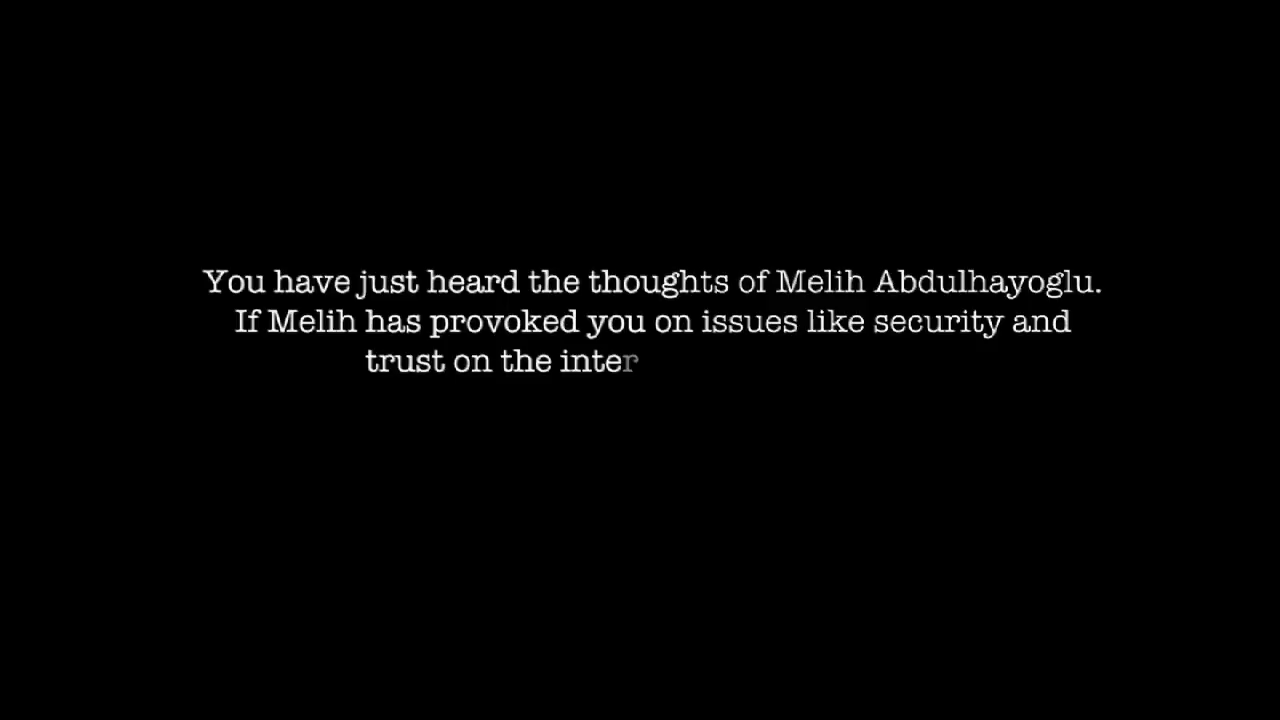 You have just heard the thoughts of Melih Abdulhayoglu.
If Melih has provoked you on issues like security and
trust on the inter